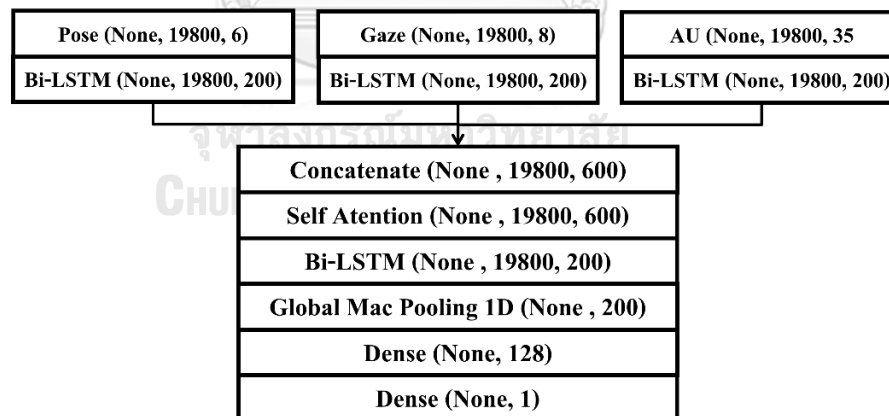 Pose (None, 19800, 6)
Bi-LSTM (None, 19800, 200)
Gaze (None, 19800, 8)
Bi-LSTM (None, 19800, 200)
AU (None, 19800, 35
Bi-LSTM (None, 19800, 200)
จุฬาลงกรณ์มหาวิทยาลัย
CHU
Concatenate (None , 19800, 600)
Self Atention (None , 19800, 600)
Bi-LSTM (None , 19800, 200)
Global Mac Pooling 1D (None , 200)
Dense (None, 128)
Dense (None, 1)